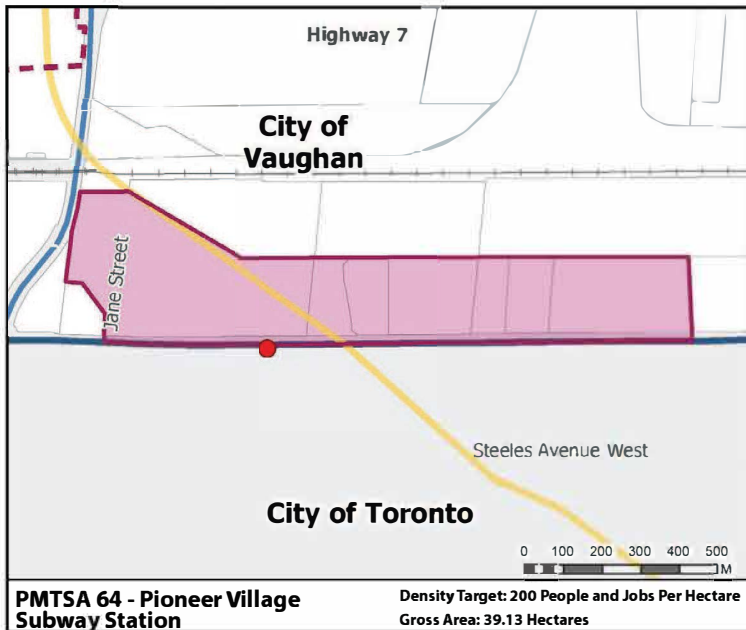 Highway 7
City of
Vaughan
Jane Street
Steeles Avenue West
City of Toronto
0 100 200 300 400 500
M
PMTSA 64 - Pioneer Village
Subway Station
Density Target: 200 People and Jobs Per Hectare
Gross Area: 39.13 Hectares